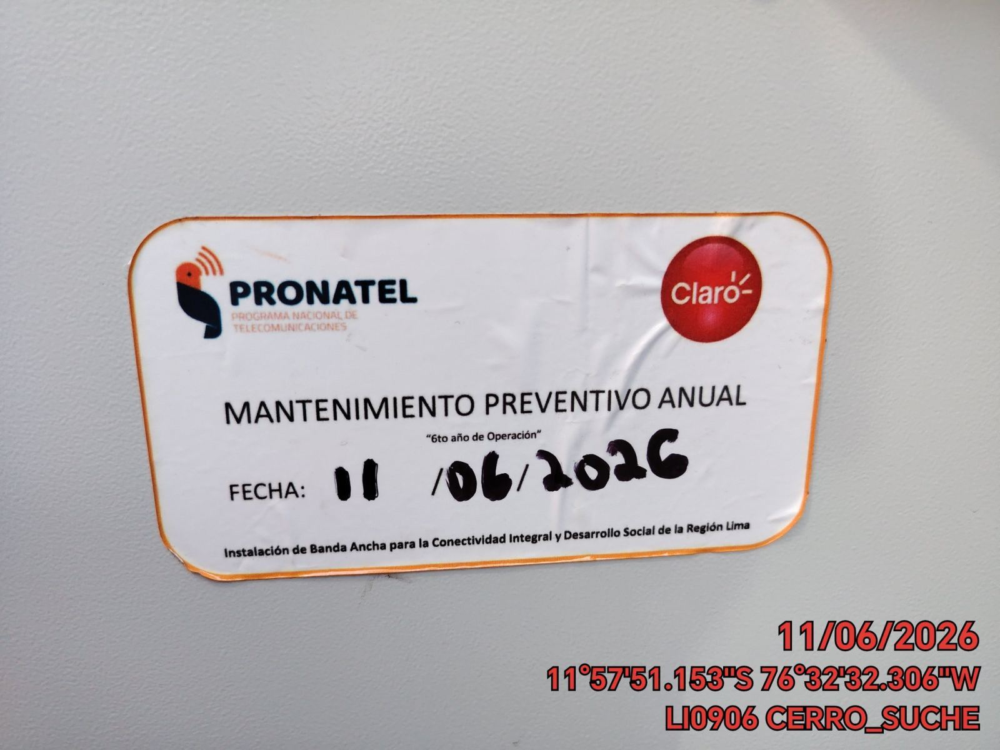 PRONATEL
PROGRAMA NACIONAL DE
TELECOMUNICACIONES
Claro
MANTENIMIENTO PREVENTIVO ANUAL
“6to año de Operación”
FECHA: 11 /06/2026
Instalación de Banda Ancha para la Conectividad Integral y Desarrollo Social de la Región Lima
11/06/2026
11°57'51.153"S 76°32'32.306"W
LI0906 CERRO_SUCHE